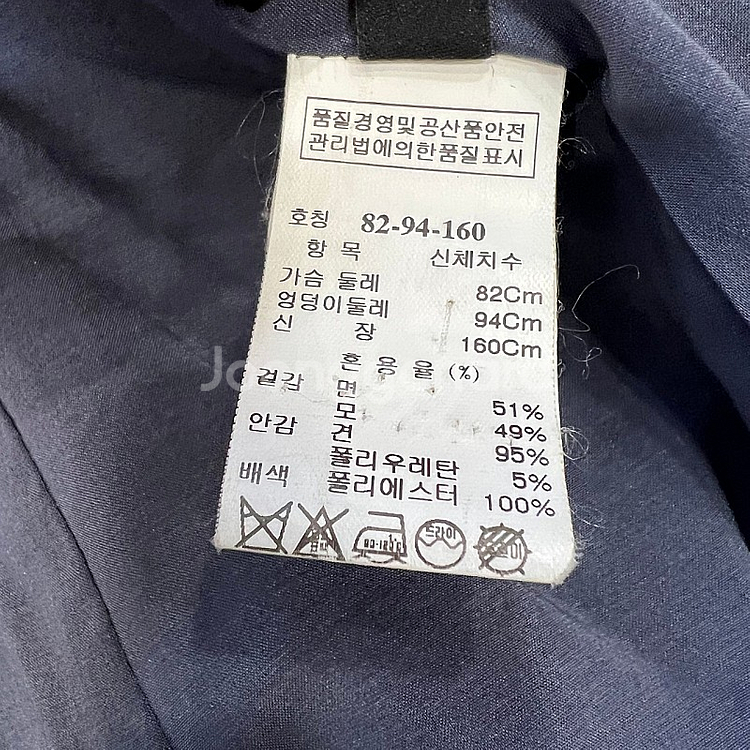 품질경영및공산품안전
관리법에의한품질표시
호칭 82-94-160
항 목 신체치수
가슴 둘레 82Cm
엉덩이둘레 94Cm
신 장 160Cm
혼 용 율 (%)
겉감 면 51%
모 49%
안감 견 95%
폴리우레탄 5%
배색 폴리에스터 100%
드라이